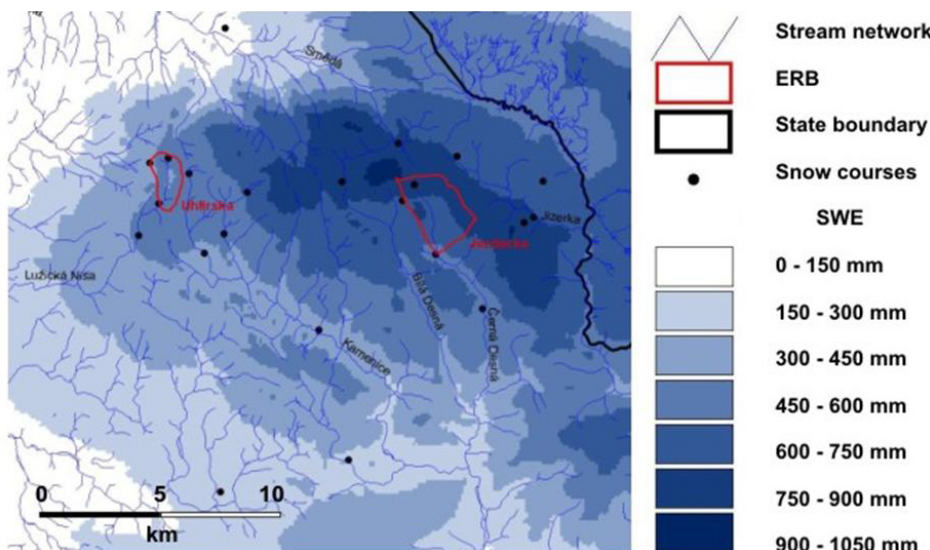 Smědá
Uhlířská
Jezdecká
Jizerka
Lužická Nisa
Bílá Desná
Černá Desná
Kamenice
0 5 10
km
Stream network
ERB
State boundary
Snow courses
SWE
0 - 150 mm
150 - 300 mm
300 - 450 mm
450 - 600 mm
600 - 750 mm
750 - 900 mm
900 - 1050 mm